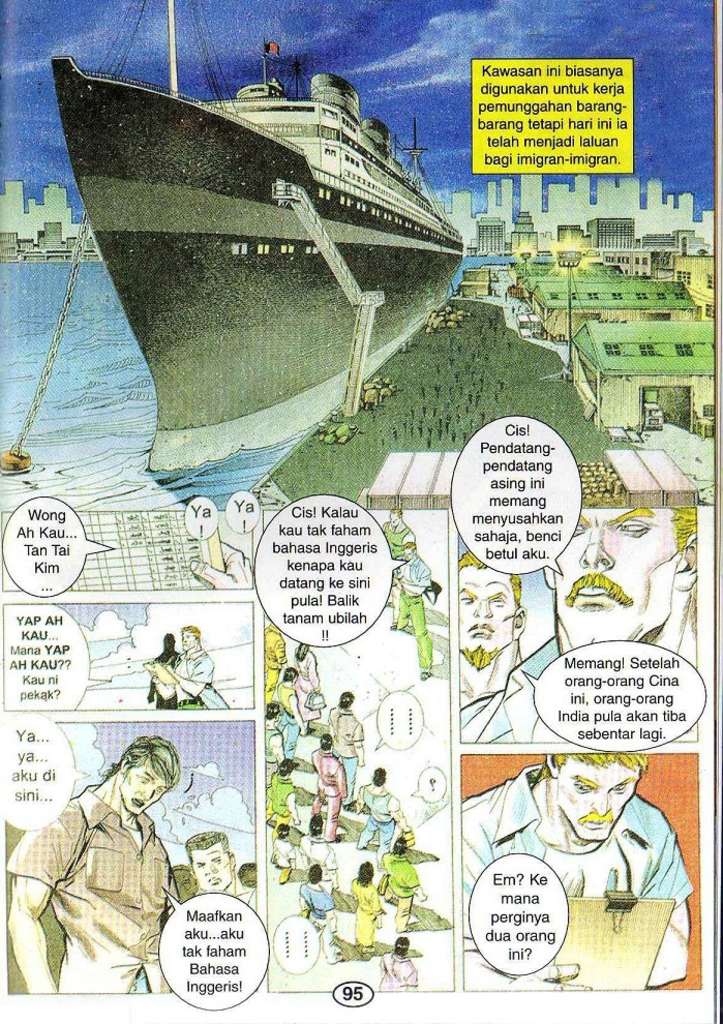 Kawasan ini biasanya
digunakan untuk kerja
pemunggahan barang-
barang tetapi hari ini ia
telah menjadi laluan
bagi imigran-imigran.
Wong
Ah Kau...
Tan Tai
Kim
...
Ya
!
Ya
!
YAP AH
KAU...
Mana YAP
AH KAU??
Kau ni
pekak?
Ya...
ya...
aku di
sini...
Maafkan
aku...aku
tak faham
Bahasa
Inggeris!
Cis! Kalau
kau tak faham
bahasa Inggeris
kenapa kau
datang ke sini
pula! Balik
tanam ubilah
!!
?
Cis!
Pendatang-
pendatang
asing ini
memang
menyusahkan
sahaja, benci
betul aku.
Memang! Setelah
orang-orang Cina
ini, orang-orang
India pula akan tiba
sebentar lagi.
Em? Ke
mana
perginya
dua orang
ini?
95